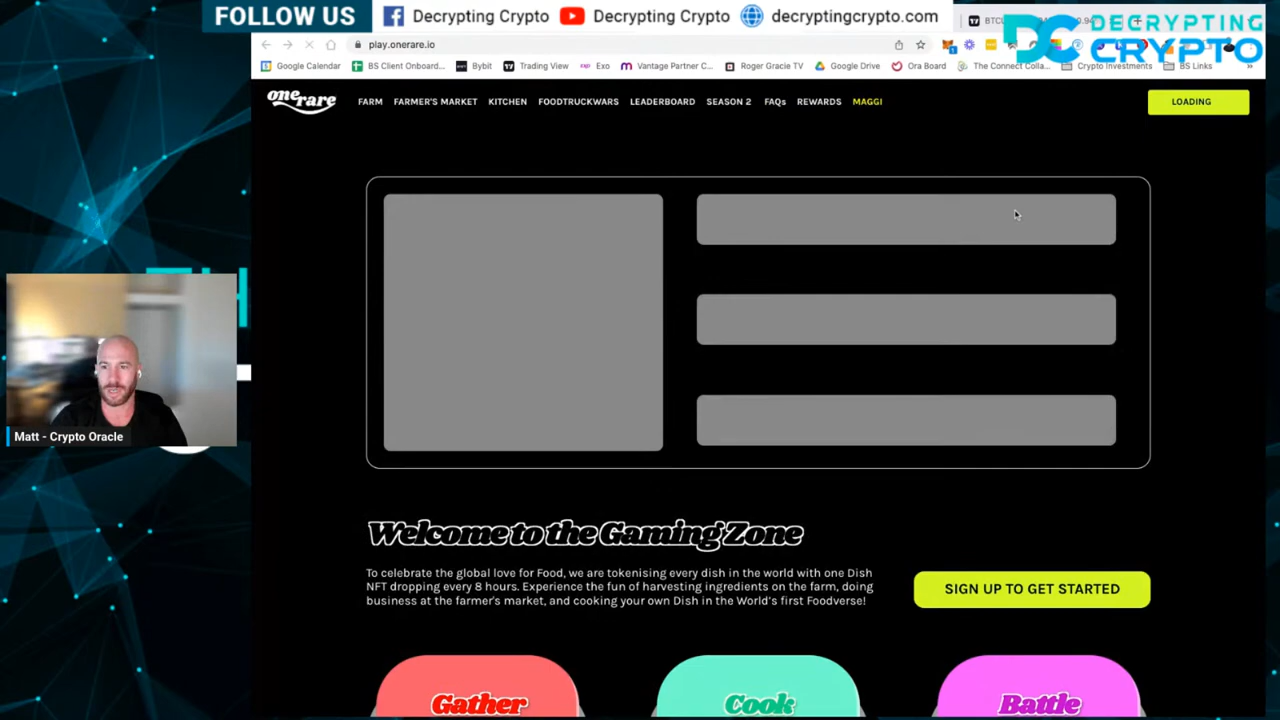 FOLLOW US
Decrypting Crypto
Decrypting Crypto
decryptingcrypto.com
DECRYPTING
CRYPTO
play.onerare.io
Google Calendar
BS Client Onboard...
Bybit
Trading View
Exo
Vantage Partner C...
Roger Gracie TV
Google Drive
Ora Board
The Connect Colla...
Crypto Investments
BS Links
one rare
FARM
FARMER'S MARKET
KITCHEN
FOODTRUCKWARS
LEADERBOARD
SEASON 2
FAQs
REWARDS
MAGGI
LOADING
Matt - Crypto Oracle
Welcome to the Gaming Zone
To celebrate the global love for Food, we are tokenising every dish in the world with one Dish
NFT dropping every 8 hours. Experience the fun of harvesting ingredients on the farm, doing
business at the farmer's market, and cooking your own Dish in the World's first Foodverse!
SIGN UP TO GET STARTED
Gather
Cook
Battle